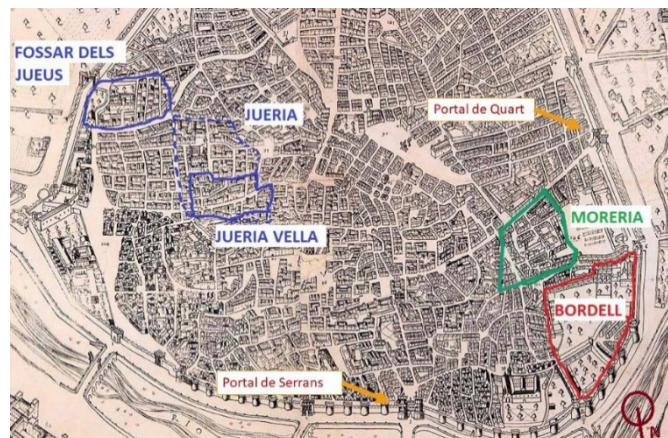 FOSSAR DELS
JUEUS
JUERIA
Portal de Quart
JUERIA VELLA
MORERIA
BORDELL
Portal de Serrans
N